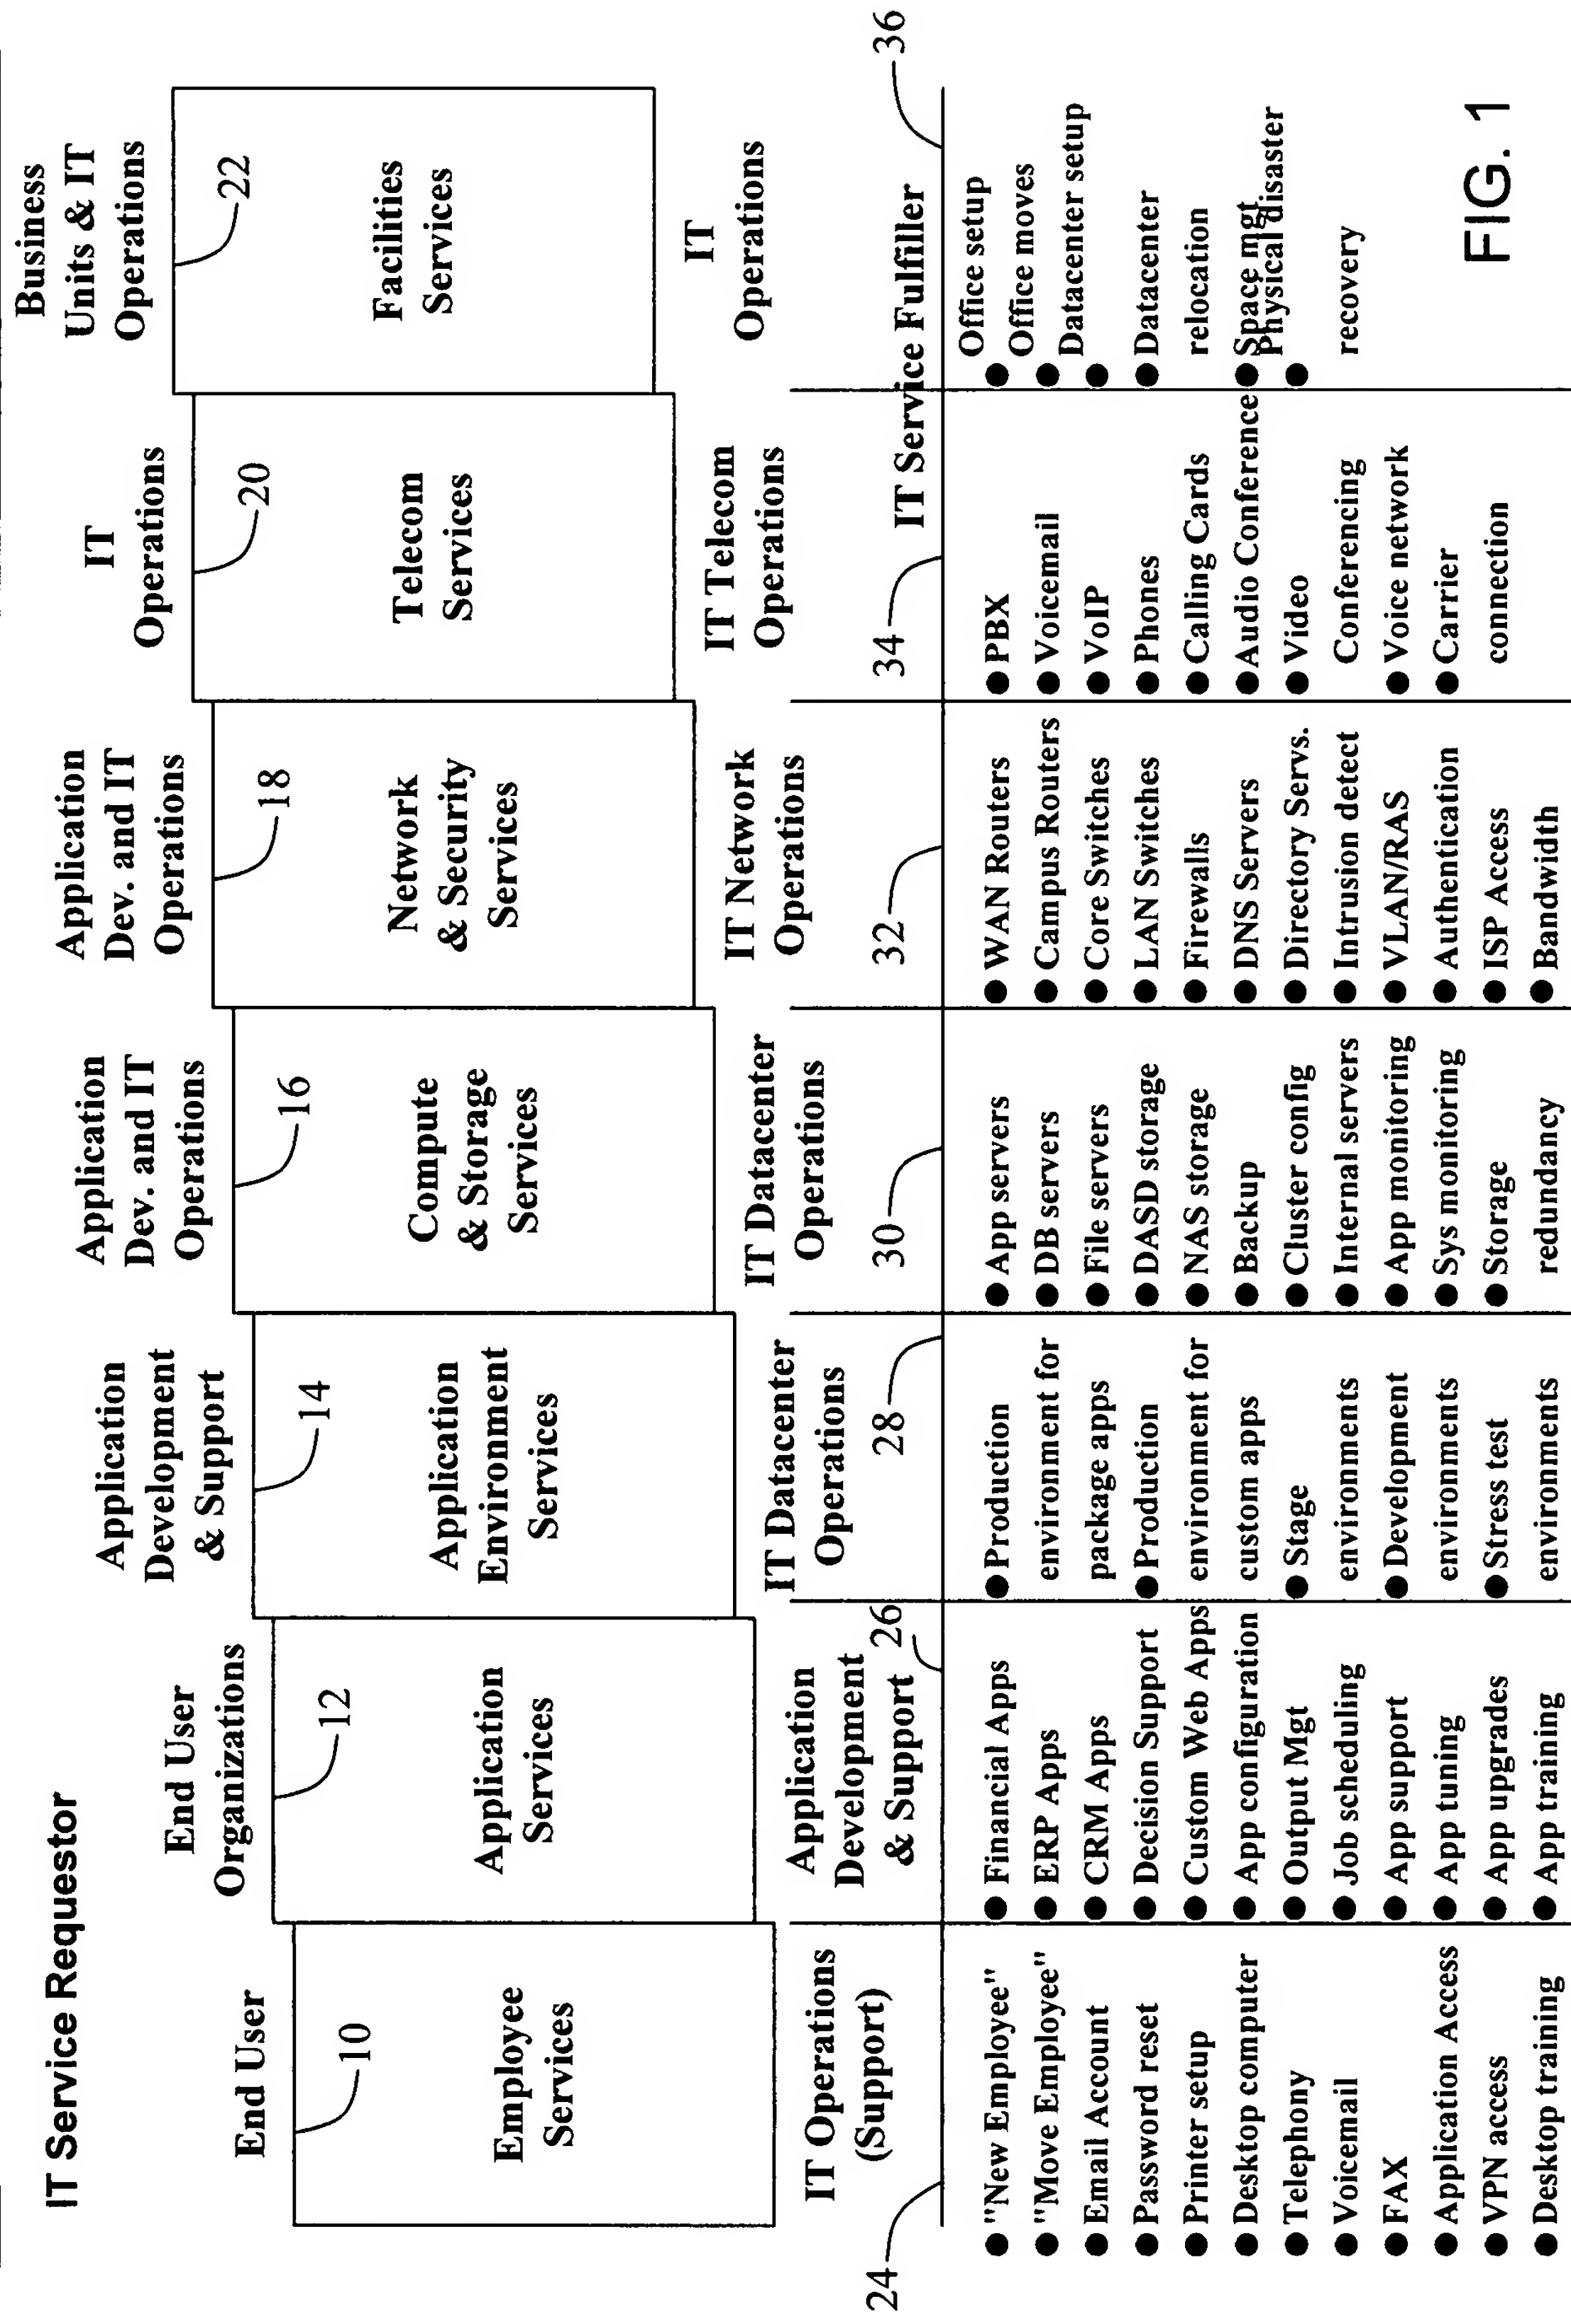 IT Service Requestor
End User
10
Employee
Services
IT Operations
(Support)
24
● "New Employee"
● "Move Employee"
● Email Account
● Password reset
● Printer setup
● Desktop computer
● Telephony
● Voicemail
● FAX
● Application Access
● VPN access
● Desktop training
End User
Organizations
12
Application
Services
Application
Development
& Support
26
● Financial Apps
● ERP Apps
● CRM Apps
● Decision Support
● Custom Web Apps
● App configuration
● Output Mgt
● Job scheduling
● App support
● App tuning
● App upgrades
● App training
Application
Development
& Support
14
Application
Environment
Services
IT Datacenter
Operations
28
● Production
environment for
package apps
● Production
environment for
custom apps
● Stage
environments
● Development
environments
● Stress test
environments
Application
Dev. and IT
Operations
16
Compute
& Storage
Services
IT Datacenter
Operations
30
● App servers
● DB servers
● File servers
● DASD storage
● NAS storage
● Backup
● Cluster config
● Internal servers
● App monitoring
● Sys monitoring
● Storage
redundancy
Application
Dev. and IT
Operations
18
Network
& Security
Services
IT Network
Operations
32
● WAN Routers
● Campus Routers
● Core Switches
● LAN Switches
● Firewalls
● DNS Servers
● Directory Servs.
● Intrusion detect
● VLAN/RAS
● Authentication
● ISP Access
● Bandwidth
IT
Operations
20
Telecom
Services
IT Telecom
Operations
34
IT Service Fulfiller
● PBX
● Voicemail
● VoIP
● Phones
● Calling Cards
● Audio Conference
● Video
Conferencing
● Voice network
● Carrier
connection
Business
Units & IT
Operations
22
Facilities
Services
IT
Operations
36
● Office setup
● Office moves
● Datacenter setup
● Datacenter
relocation
● Space mgt
● Physical disaster
recovery
FIG. 1